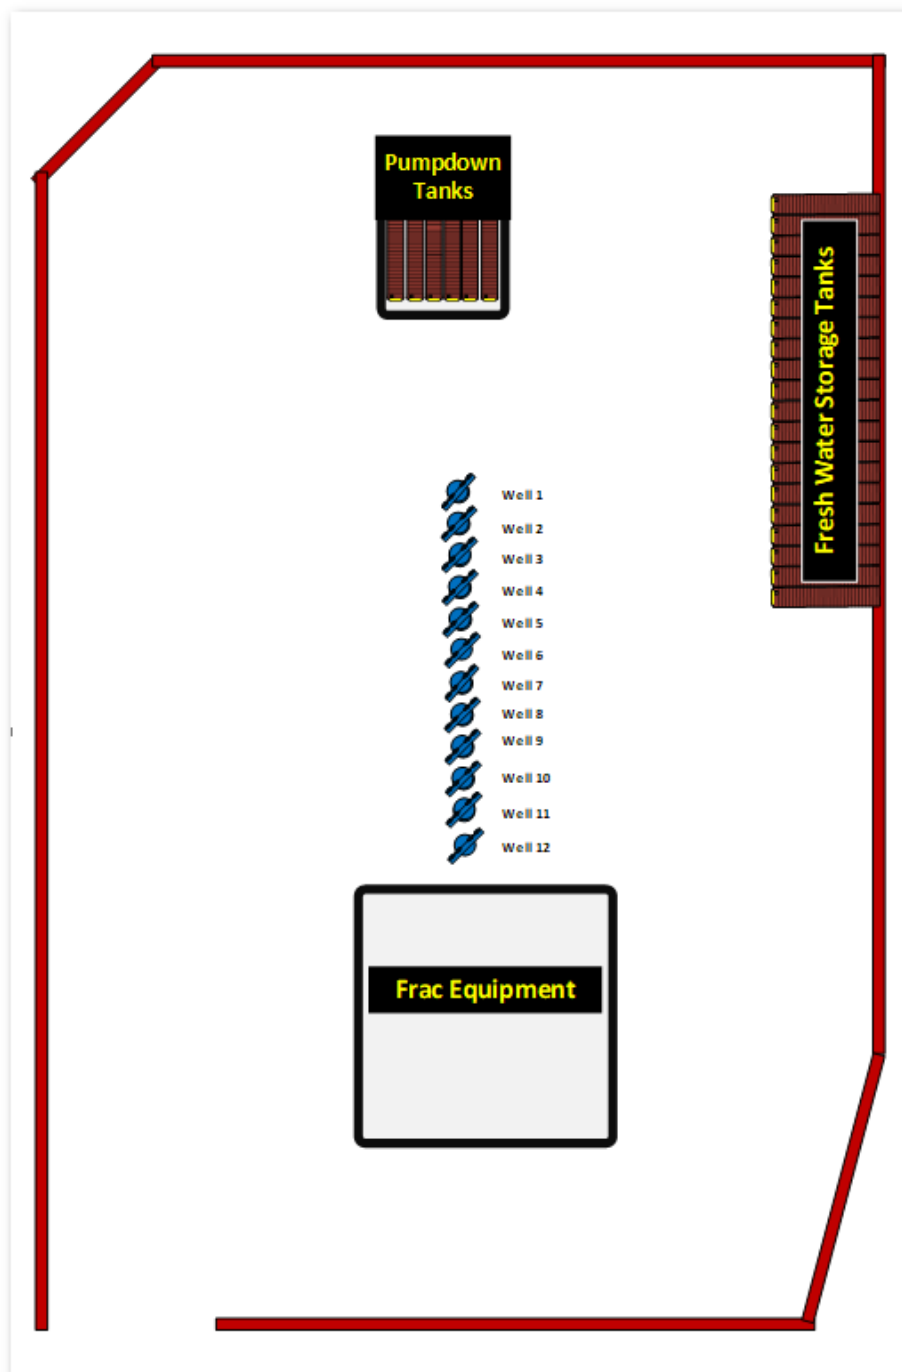 Pumpdown
Tanks
Fresh Water Storage Tanks
Well 1
Well 2
Well 3
Well 4
Well 5
Well 6
Well 7
Well 8
Well 9
Well 10
Well 11
Well 12
Frac Equipment